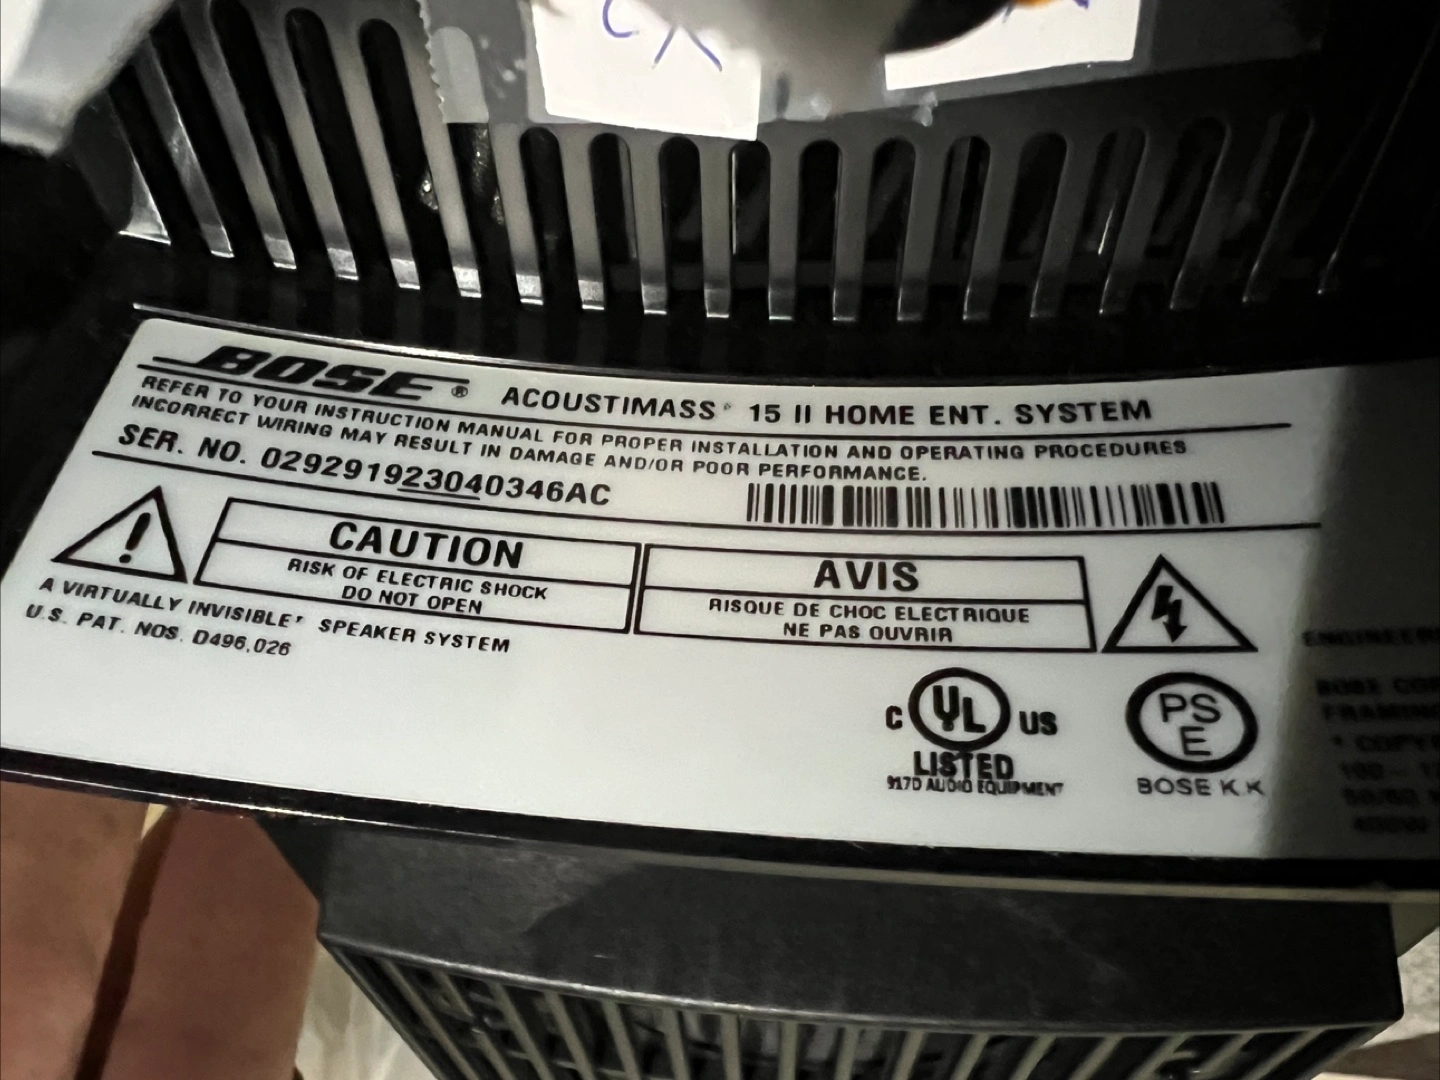 BOSE® ACOUSTIMASS® 15 II HOME ENT. SYSTEM
REFER TO YOUR INSTRUCTION MANUAL FOR PROPER INSTALLATION AND OPERATING PROCEDURES
INCORRECT WIRING MAY RESULT IN DAMAGE AND/OR POOR PERFORMANCE.
SER. NO. 029291923040346AC
CAUTION
RISK OF ELECTRIC SHOCK
DO NOT OPEN
AVIS
RISQUE DE CHOC ELECTRIQUE
NE PAS OUVRIR
A VIRTUALLY INVISIBLE® SPEAKER SYSTEM
U.S. PAT. NOS. D496,026
C UL US
LISTED
917D AUDIO EQUIPMENT
PS
E
BOSE K.K